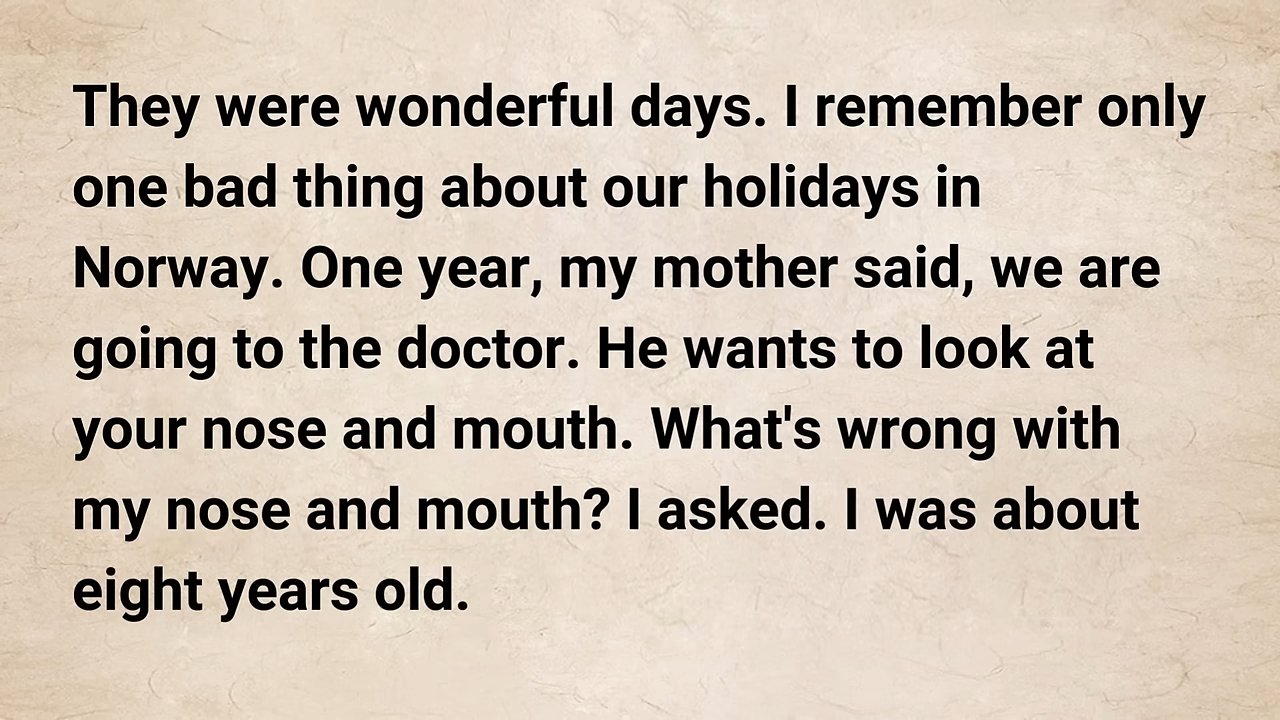 They were wonderful days. I remember only
one bad thing about our holidays in
Norway. One year, my mother said, we are
going to the doctor. He wants to look at
your nose and mouth. What's wrong with
my nose and mouth? I asked. I was about
eight years old.